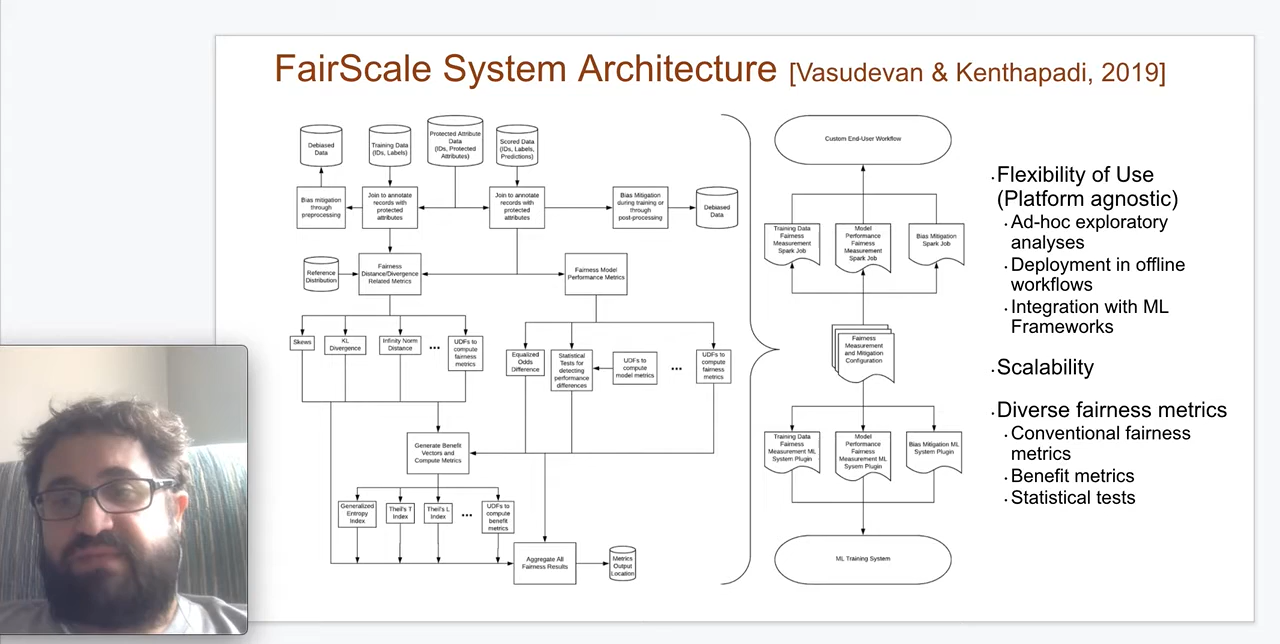 FairScale System Architecture [Vasudevan & Kenthapadi, 2019]
Debiased
Data
Training Data
(IDs, Labels)
Protected Attribute
Data
(IDs, Protected
Attributes)
Scored Data
(IDs, Labels,
Predictions)
Bias mitigation
through
preprocessing
Join to annotate
records with
protected
attributes
Join to annotate
records with
protected
attributes
Bias Mitigation
during training or
through
post-processing
Debiased
Data
Reference
Distribution
Fairness
Distance/Divergence
Related Metrics
Fairness Model
Performance Metrics
Skews
KL
Divergence
Infinity Norm
Distance
...
UDFs to
compute
fairness
metrics
Equalized
Odds
Difference
Statistical
Tests for
detecting
performance
differences
UDFs to
compute
model metrics
...
UDFs to
compute
fairness
metrics
Generate Benefit
Vectors and
Compute Metrics
Generalized
Entropy
Index
Theil's T
Index
Theil's L
Index
...
UDFs to
compute
benefit
metrics
Aggregate All
Fairness Results
Metrics
Output
Location
Custom End-User Workflow
Training Data
Fairness
Measurement
Spark Job
Model
Performance
Fairness
Measurement
Spark Job
Bias Mitigation
Spark Job
Fairness
Measurement
and Mitigation
Configuration
Training Data
Fairness
Measurement ML
System Plugin
Model
Performance
Fairness
Measurement ML
System Plugin
Bias Mitigation ML
System Plugin
ML Training System
·Flexibility of Use
(Platform agnostic)
·Ad-hoc exploratory
analyses
·Deployment in offline
workflows
·Integration with ML
Frameworks
·Scalability
·Diverse fairness metrics
·Conventional fairness
metrics
·Benefit metrics
·Statistical tests